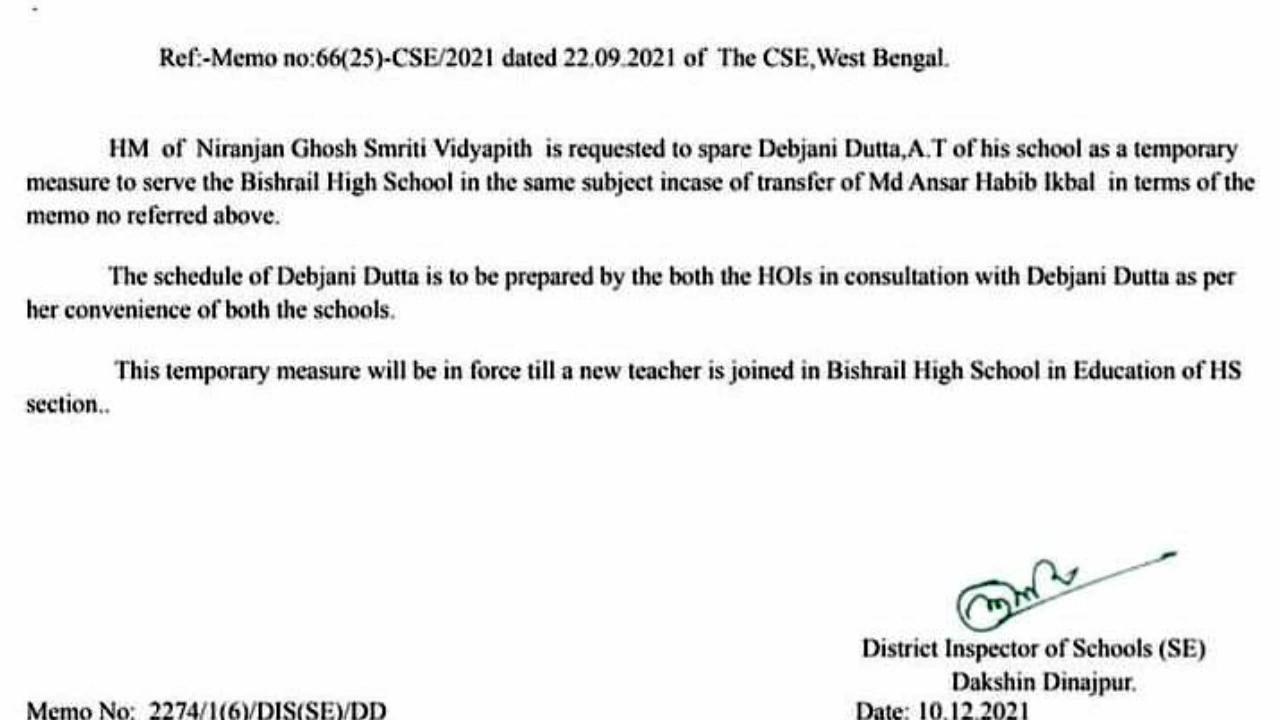 Ref:-Memo no:66(25)-CSE/2021 dated 22.09.2021 of The CSE,West Bengal.
HM of Niranjan Ghosh Smriti Vidyapith is requested to spare Debjani Dutta,A.T of his school as a temporary
measure to serve the Bishrail High School in the same subject incase of transfer of Md Ansar Habib Ikbal in terms of the
memo no referred above.
The schedule of Debjani Dutta is to be prepared by the both the HOIs in consultation with Debjani Dutta as per
her convenience of both the schools.
This temporary measure will be in force till a new teacher is joined in Bishrail High School in Education of HS
section..
District Inspector of Schools (SE)
Dakshin Dinajpur.
Memo No: 2274/1(6)/DIS(SE)/DD
Date: 10.12.2021